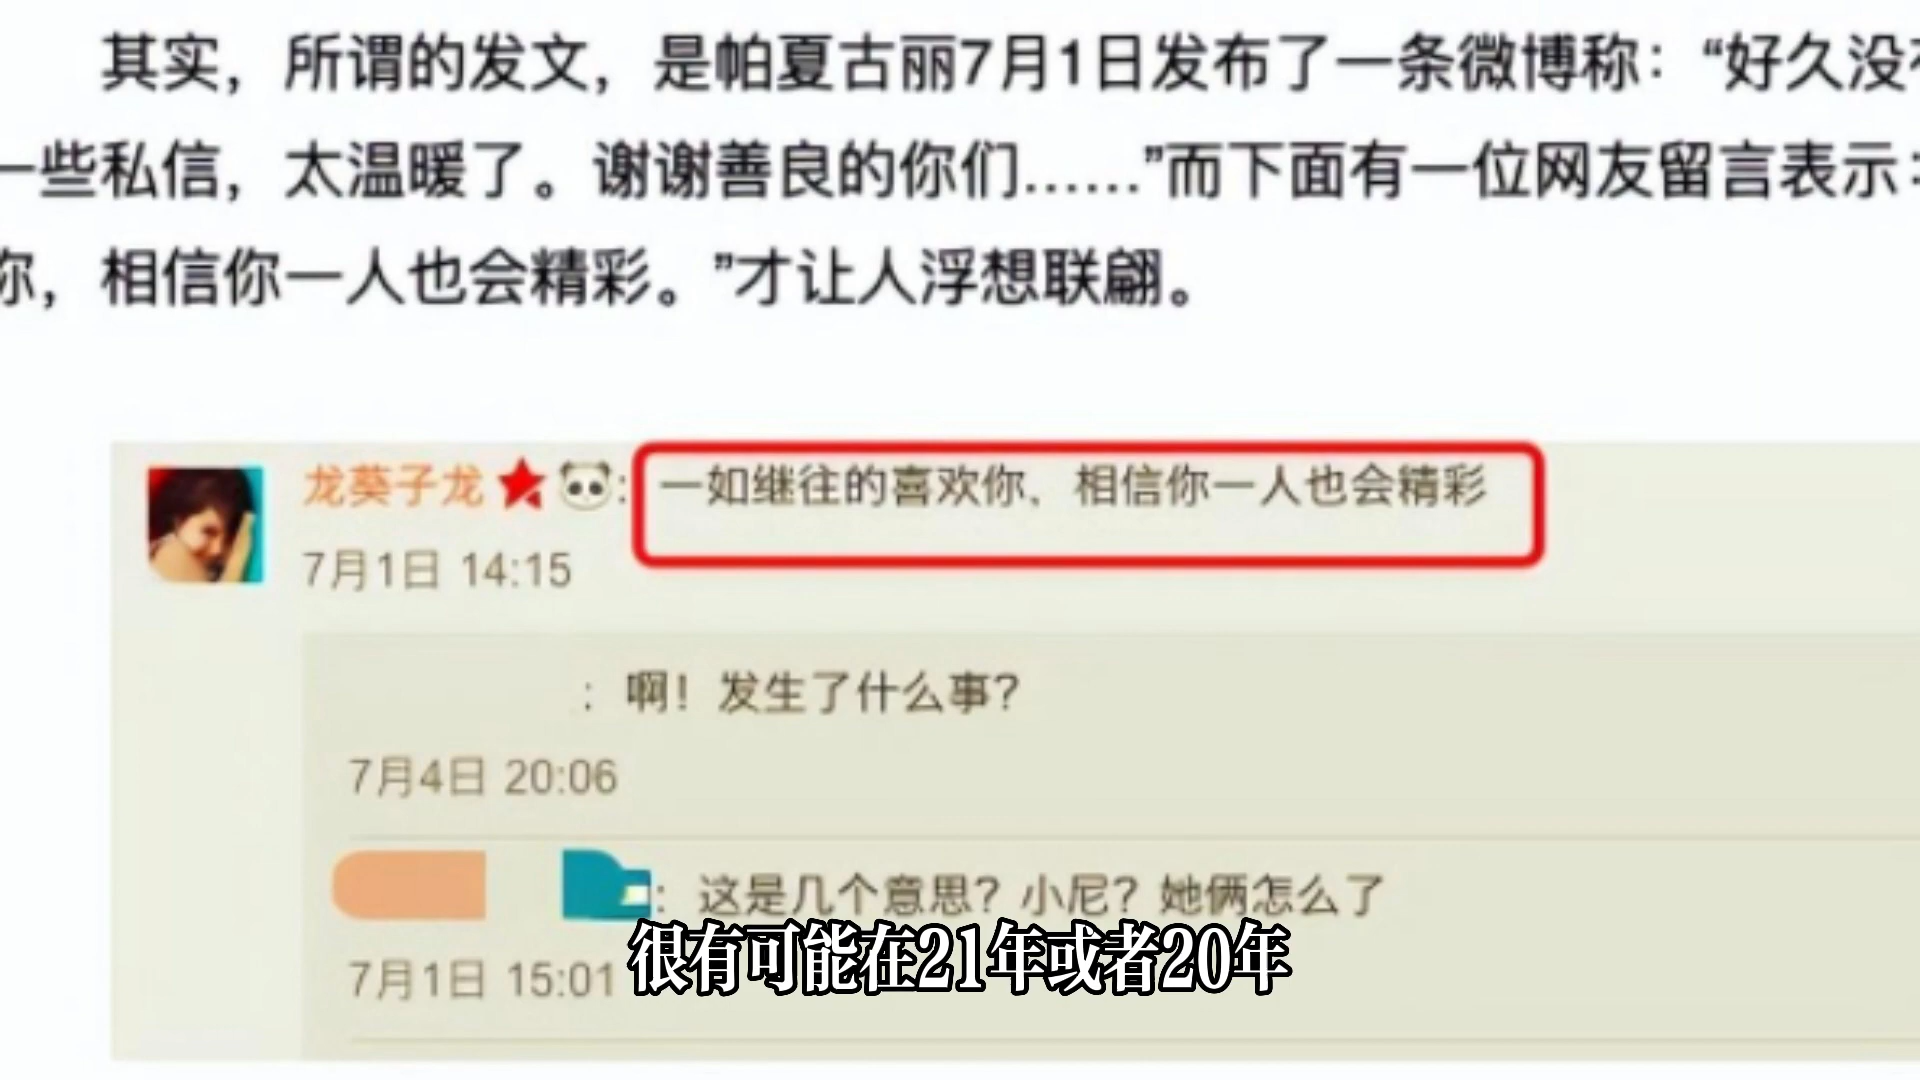 其实，所谓的发文，是帕夏古丽7月1日发布了一条微博称：“好久没
一些私信，太温暖了。谢谢善良的你们……”而下面有一位网友留言表示：
你，相信你一人也会精彩。”才让人浮想联翩。
龙葵子龙：一如继往的喜欢你，相信你一人也会精彩
7月1日 14:15
：啊！发生了什么事？
7月4日 20:06
：这是几个意思？小尼？她俩怎么了
很有可能在21年或者20年
7月1日 15:01